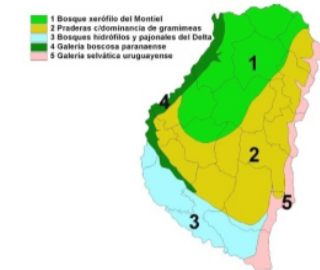 1 Bosque xerófilo del Montiel
2 Praderas c/dominancia de gramímeas
3 Bosques hidrófilos y pajonales del Delta
4 Galería boscosa paranaense
5 Galería selvática uruguayense
1
4
2
5
3